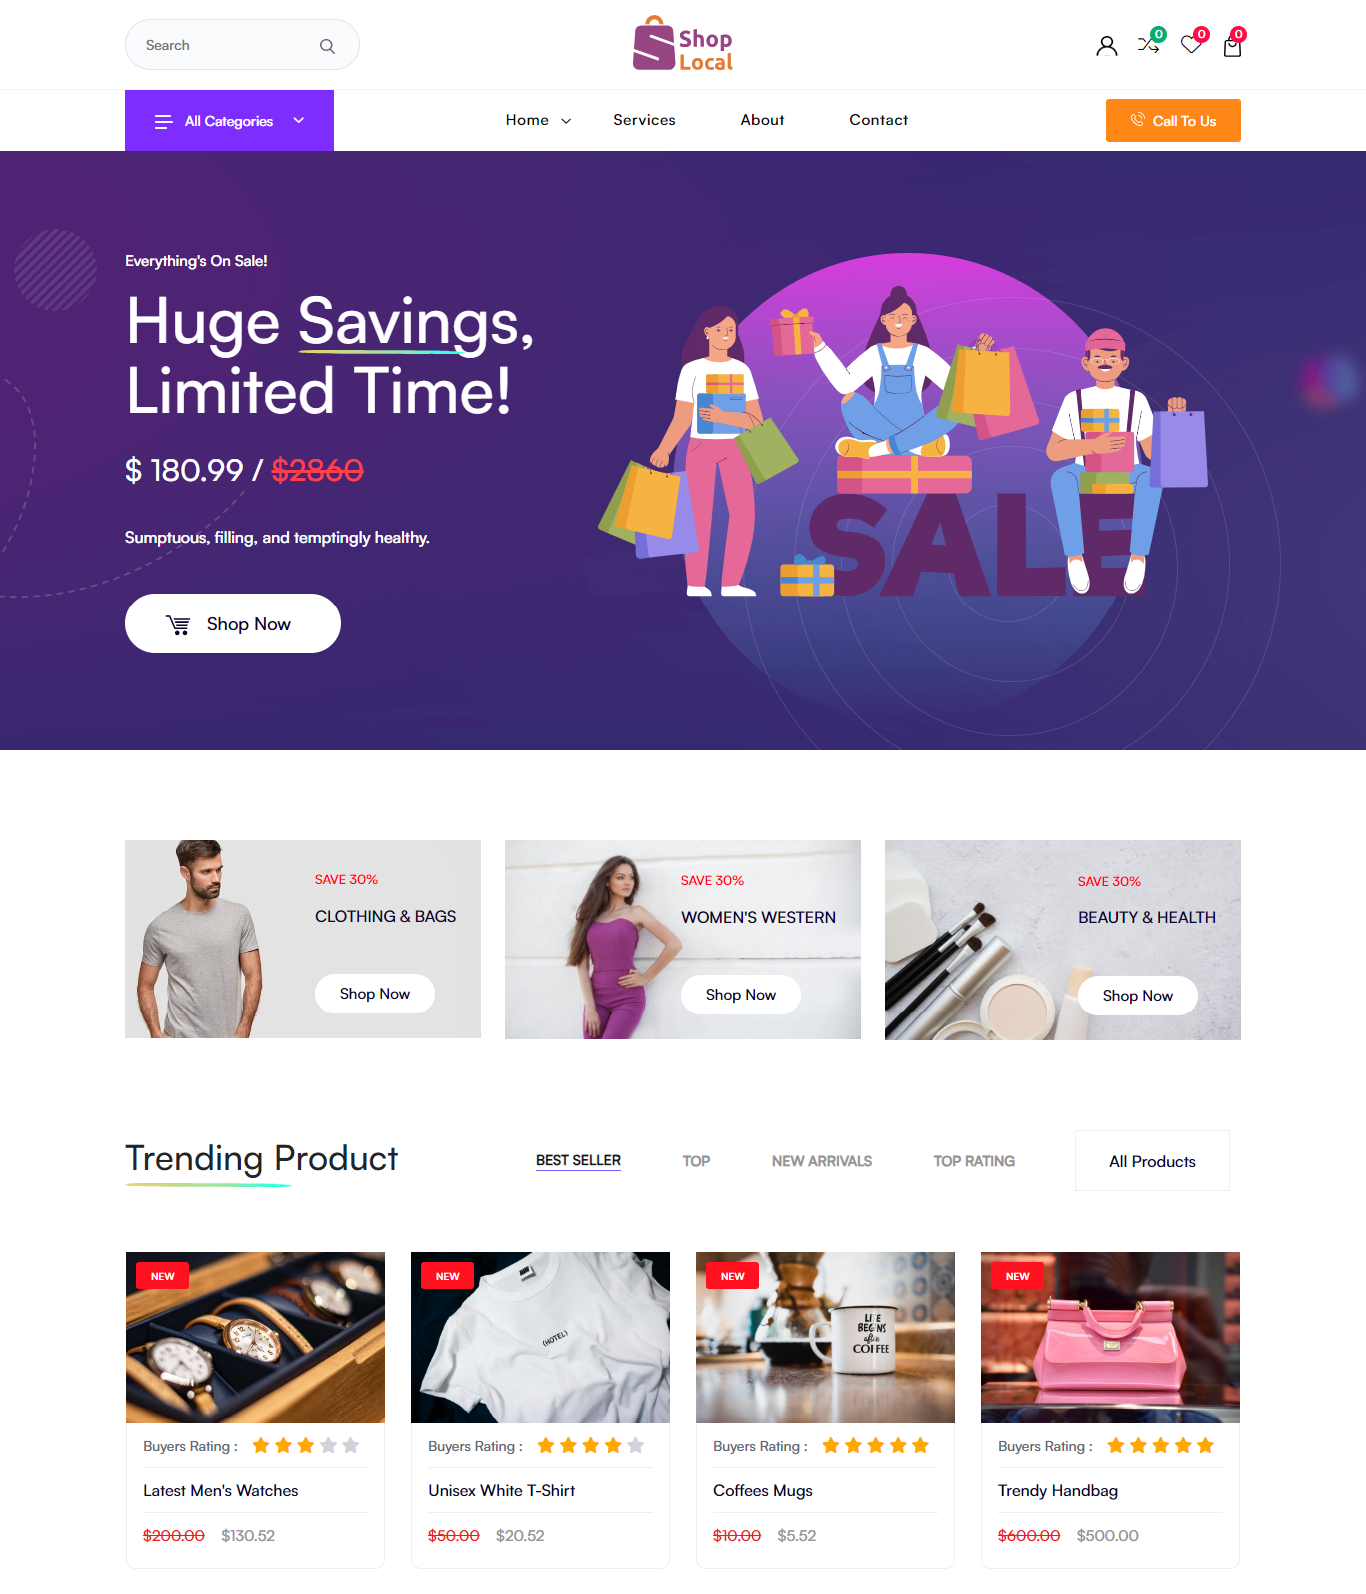 Search
Shop
Local
0
0
0
All Categories
Home
Services
About
Contact
Call To Us
Everything's On Sale!
Huge Savings,
Limited Time!
$ 180.99 / $2860
Sumptuous, filling, and temptingly healthy.
Shop Now
SALE
SAVE 30%
CLOTHING & BAGS
Shop Now
SAVE 30%
WOMEN'S WESTERN
Shop Now
SAVE 30%
BEAUTY & HEALTH
Shop Now
Trending Product
BEST SELLER
TOP
NEW ARRIVALS
TOP RATING
All Products
NEW
Buyers Rating :
Latest Men's Watches
$200.00 $130.52
NEW
(HOTEL)
Buyers Rating :
Unisex White T-Shirt
$50.00 $20.52
NEW
LIFE
BEGINS
after
COFFEE
Buyers Rating :
Coffees Mugs
$10.00 $5.52
NEW
Buyers Rating :
Trendy Handbag
$600.00 $500.00